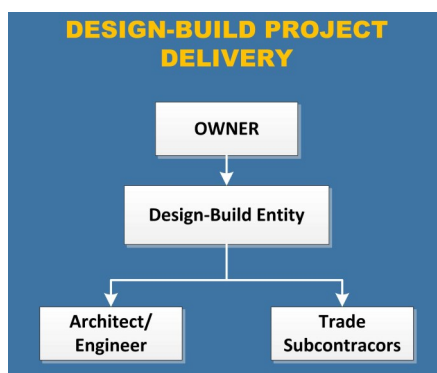 DESIGN-BUILD PROJECT
DELIVERY
OWNER
Design-Build Entity
Architect/
Engineer
Trade
Subcontracors